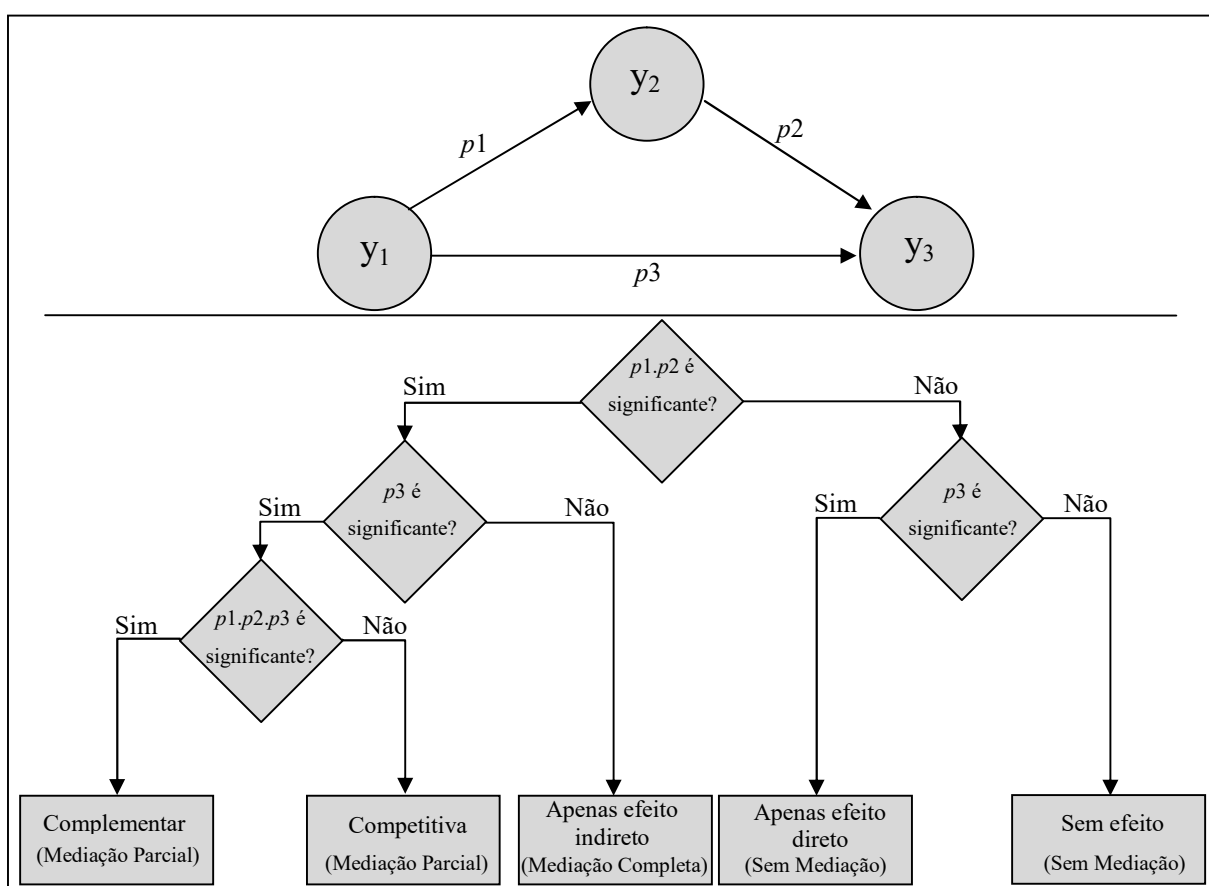 y2
p1
p2
y1
y3
p3
p1.p2 é
significante?
Sim
Não
p3 é
significante?
Sim
Não
p3 é
significante?
Sim
Não
p1.p2.p3 é
significante?
Sim
Não
Complementar
(Mediação Parcial)
Competitiva
(Mediação Parcial)
Apenas efeito
indireto
(Mediação Completa)
Apenas efeito
direto
(Sem Mediação)
Sem efeito
(Sem Mediação)